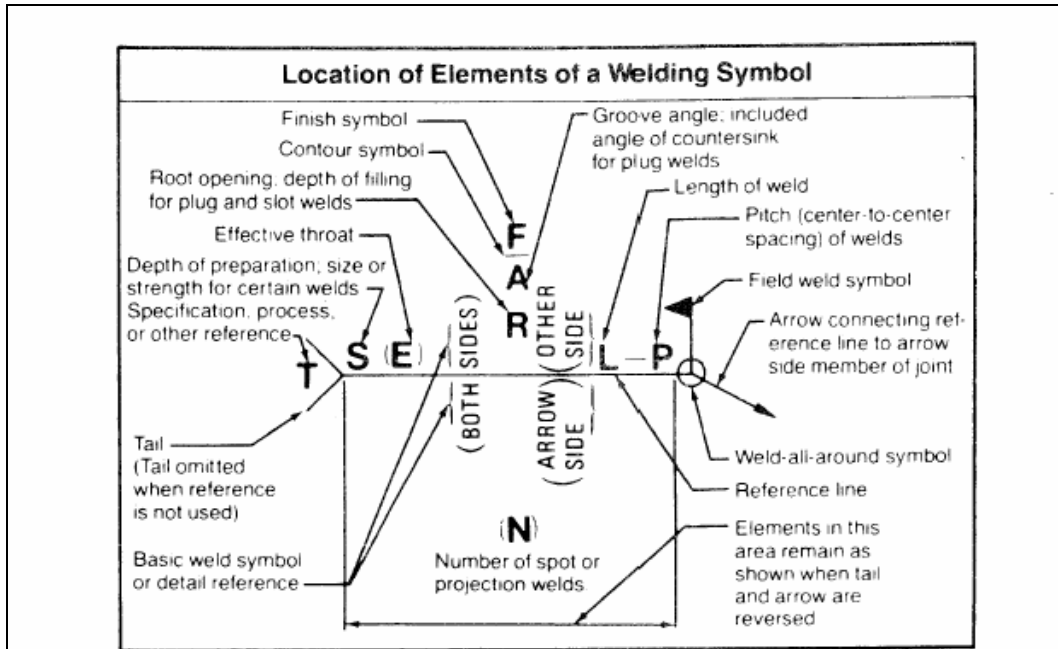 Location of Elements of a Welding Symbol
Finish symbol
Contour symbol
Root opening, depth of filling
for plug and slot welds
Effective throat
Depth of preparation; size or
strength for certain welds
Specification, process,
or other reference
Tail
(Tail omitted
when reference
is not used)
Basic weld symbol
or detail reference
Groove angle; included
angle of countersink
for plug welds
Length of weld
Pitch (center-to-center
spacing) of welds
Field weld symbol
Arrow connecting ref-
erence line to arrow
side member of joint
Weld-all-around symbol
Reference line
Elements in this
area remain as
shown when tail
and arrow are
reversed
F
A
R
T
S
(E)
(BOTH SIDES)
(OTHER
SIDE)
(ARROW
SIDE)
L – P
(N)
Number of spot or
projection welds